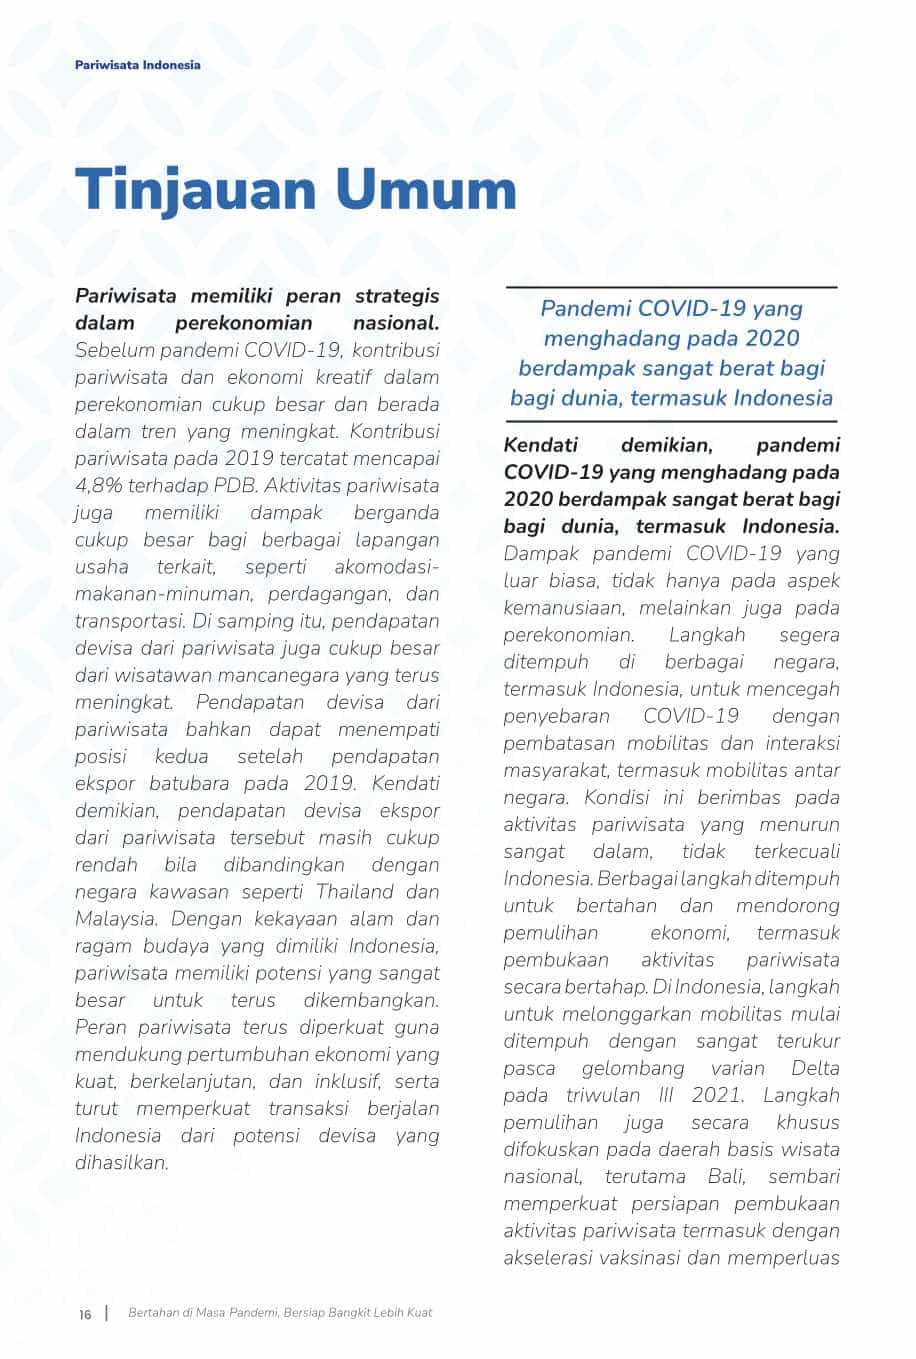 Pariwisata Indonesia
Tinjauan Umum
Pariwisata memiliki peran strategis
dalam perekonomian nasional.
Sebelum pandemi COVID-19, kontribusi
pariwisata dan ekonomi kreatif dalam
perekonomian cukup besar dan berada
dalam tren yang meningkat. Kontribusi
pariwisata pada 2019 tercatat mencapai
4,8% terhadap PDB. Aktivitas pariwisata
juga memiliki dampak berganda
cukup besar bagi berbagai lapangan
usaha terkait, seperti akomodasi-
makanan-minuman, perdagangan, dan
transportasi. Di samping itu, pendapatan
devisa dari pariwisata juga cukup besar
dari wisatawan mancanegara yang terus
meningkat. Pendapatan devisa dari
pariwisata bahkan dapat menempati
posisi kedua setelah pendapatan
ekspor batubara pada 2019. Kendati
demikian, pendapatan devisa ekspor
dari pariwisata tersebut masih cukup
rendah bila dibandingkan dengan
negara kawasan seperti Thailand dan
Malaysia. Dengan kekayaan alam dan
ragam budaya yang dimiliki Indonesia,
pariwisata memiliki potensi yang sangat
besar untuk terus dikembangkan.
Peran pariwisata terus diperkuat guna
mendukung pertumbuhan ekonomi yang
kuat, berkelanjutan, dan inklusif, serta
turut memperkuat transaksi berjalan
Indonesia dari potensi devisa yang
dihasilkan.
Pandemi COVID-19 yang
menghadang pada 2020
berdampak sangat berat bagi
bagi dunia, termasuk Indonesia
Kendati demikian, pandemi
COVID-19 yang menghadang pada
2020 berdampak sangat berat bagi
bagi dunia, termasuk Indonesia.
Dampak pandemi COVID-19 yang
luar biasa, tidak hanya pada aspek
kemanusiaan, melainkan juga pada
perekonomian. Langkah segera
ditempuh di berbagai negara,
termasuk Indonesia, untuk mencegah
penyebaran COVID-19 dengan
pembatasan mobilitas dan interaksi
masyarakat, termasuk mobilitas antar
negara. Kondisi ini berimbas pada
aktivitas pariwisata yang menurun
sangat dalam, tidak terkecuali
Indonesia. Berbagai langkah ditempuh
untuk bertahan dan mendorong
pemulihan ekonomi, termasuk
pembukaan aktivitas pariwisata
secara bertahap. Di Indonesia, langkah
untuk melonggarkan mobilitas mulai
ditempuh dengan sangat terukur
pasca gelombang varian Delta
pada triwulan III 2021. Langkah
pemulihan juga secara khusus
difokuskan pada daerah basis wisata
nasional, terutama Bali, sembari
memperkuat persiapan pembukaan
aktivitas pariwisata termasuk dengan
akselerasi vaksinasi dan memperluas
16 | Bertahan di Masa Pandemi, Bersiap Bangkit Lebih Kuat